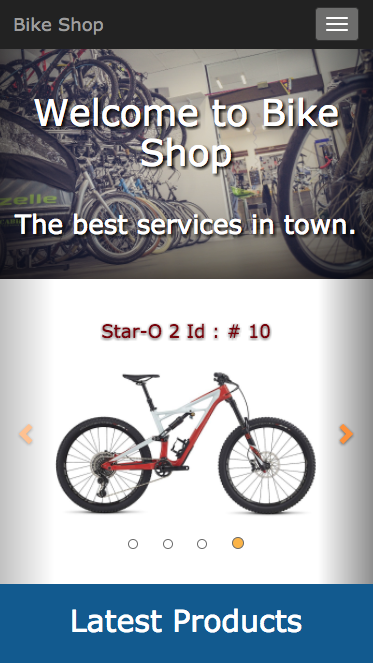 Bike Shop
Welcome to Bike
Shop
The best services in town.
Star-O 2 Id : # 10
Latest Products